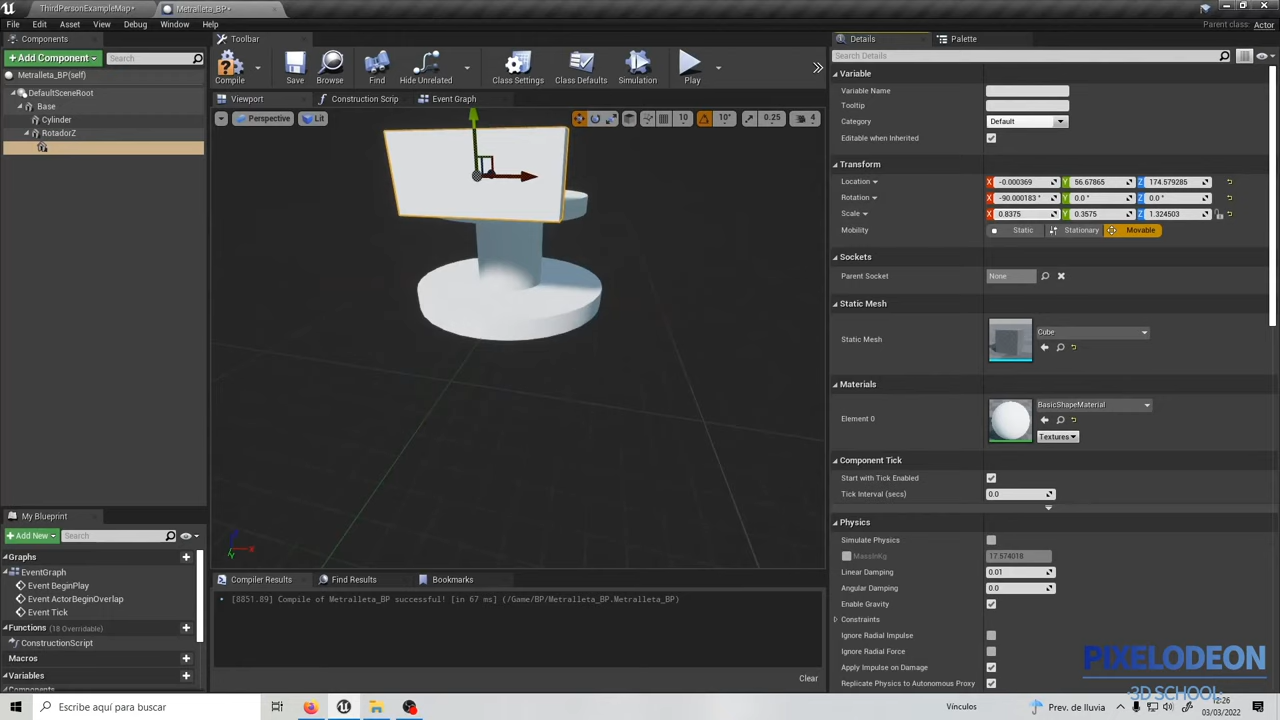 ThirdPersonExampleMap•
Metralleta_BP•
File Edit Asset View Debug Window Help
Parent class: Actor
Components
Toolbar
Details
Palette
+ Add Component
Search
Compile
Save
Browse
Find
Hide Unrelated
Class Settings
Class Defaults
Simulation
Play
Search Details
Metralleta_BP(self)
DefaultSceneRoot
Base
Cylinder
RotadorZ
Viewport
Construction Scrip
Event Graph
Perspective
Lit
10
10°
0.25
4
Variable
Variable Name
Tooltip
Category Default
Editable when Inherited
Transform
Location X -0.000369 Y 56.67865 Z 174.579285
Rotation X -90.000183 ° Y 0.0 ° Z 0.0 °
Scale X 0.8375 Y 0.3575 Z 1.324503
Mobility Static Stationary Movable
Sockets
Parent Socket None
Static Mesh
Static Mesh Cube
Materials
Element 0 BasicShapeMaterial
Textures
Component Tick
Start with Tick Enabled
Tick Interval (secs) 0.0
Physics
Simulate Physics
MassInKg 17.574018
Linear Damping 0.01
Angular Damping 0.0
Enable Gravity
Constraints
Ignore Radial Impulse
Ignore Radial Force
Apply Impulse on Damage
Replicate Physics to Autonomous Proxy
My Blueprint
+ Add New
Search
Graphs
EventGraph
Event BeginPlay
Event ActorBeginOverlap
Event Tick
Functions (18 Overridable)
ConstructionScript
Macros
Variables
Components
Compiler Results
Find Results
Bookmarks
[8851.89] Compile of Metralleta_BP successful! [in 67 ms] (/Game/BP/Metralleta_BP.Metralleta_BP)
Clear
PIXELODEON
3D SCHOOL
Escribe aquí para buscar
Vínculos
Prev. de lluvia
12:26
03/03/2022